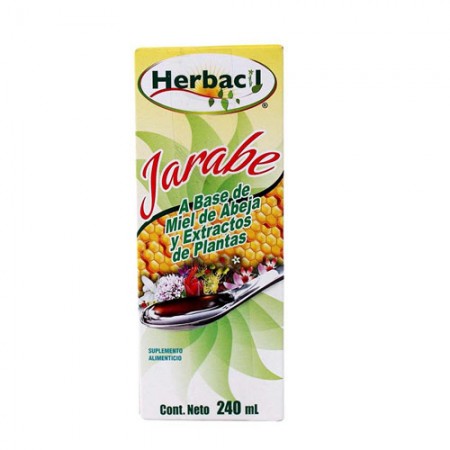 Herbacil
®
Jarabe
A Base de
Miel de Abeja
y Extractos
de Plantas
SUPLEMENTO
ALIMENTICIO
Cont. Neto 240 mL